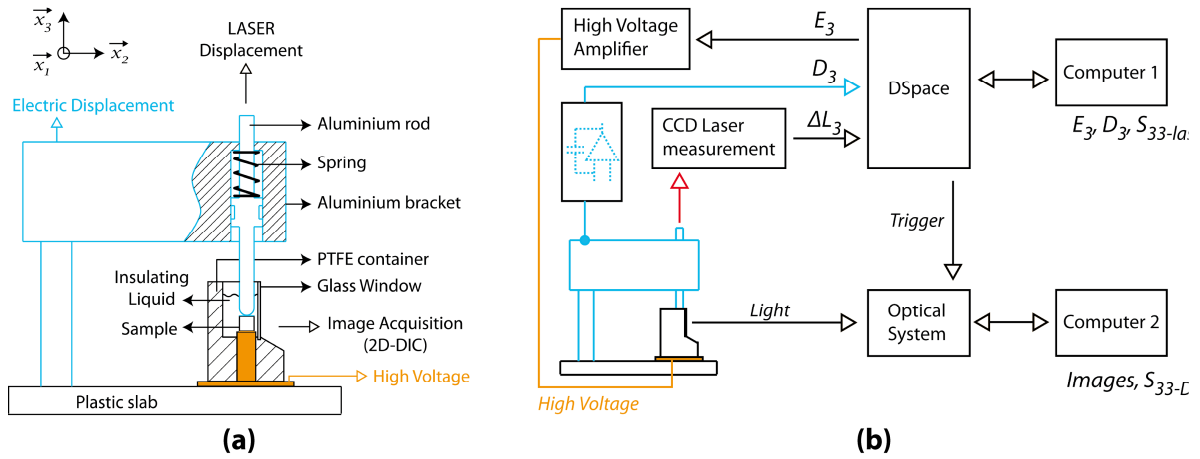 x3
x1
x2
LASER
Displacement
Electric Displacement
Aluminium rod
Spring
Aluminium bracket
PTFE container
Glass Window
Insulating
Liquid
Sample
Image Acquisition
(2D-DIC)
High Voltage
Plastic slab
(a)
High Voltage
Amplifier
E3
D3
DSpace
Computer 1
E3, D3, S33-las
CCD Laser
measurement
ΔL3
Trigger
Light
Optical
System
Computer 2
Images, S33-D
High Voltage
(b)